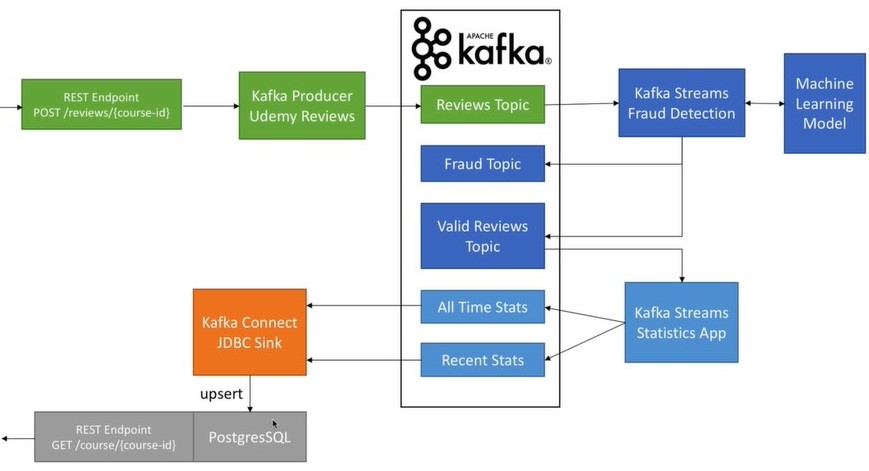 APACHE
kafka®
REST Endpoint
POST /reviews/{course-id}
Kafka Producer
Udemy Reviews
Reviews Topic
Kafka Streams
Fraud Detection
Machine
Learning
Model
Fraud Topic
Valid Reviews
Topic
All Time Stats
Recent Stats
Kafka Streams
Statistics App
Kafka Connect
JDBC Sink
upsert
REST Endpoint
GET /course/{course-id}
PostgresSQL